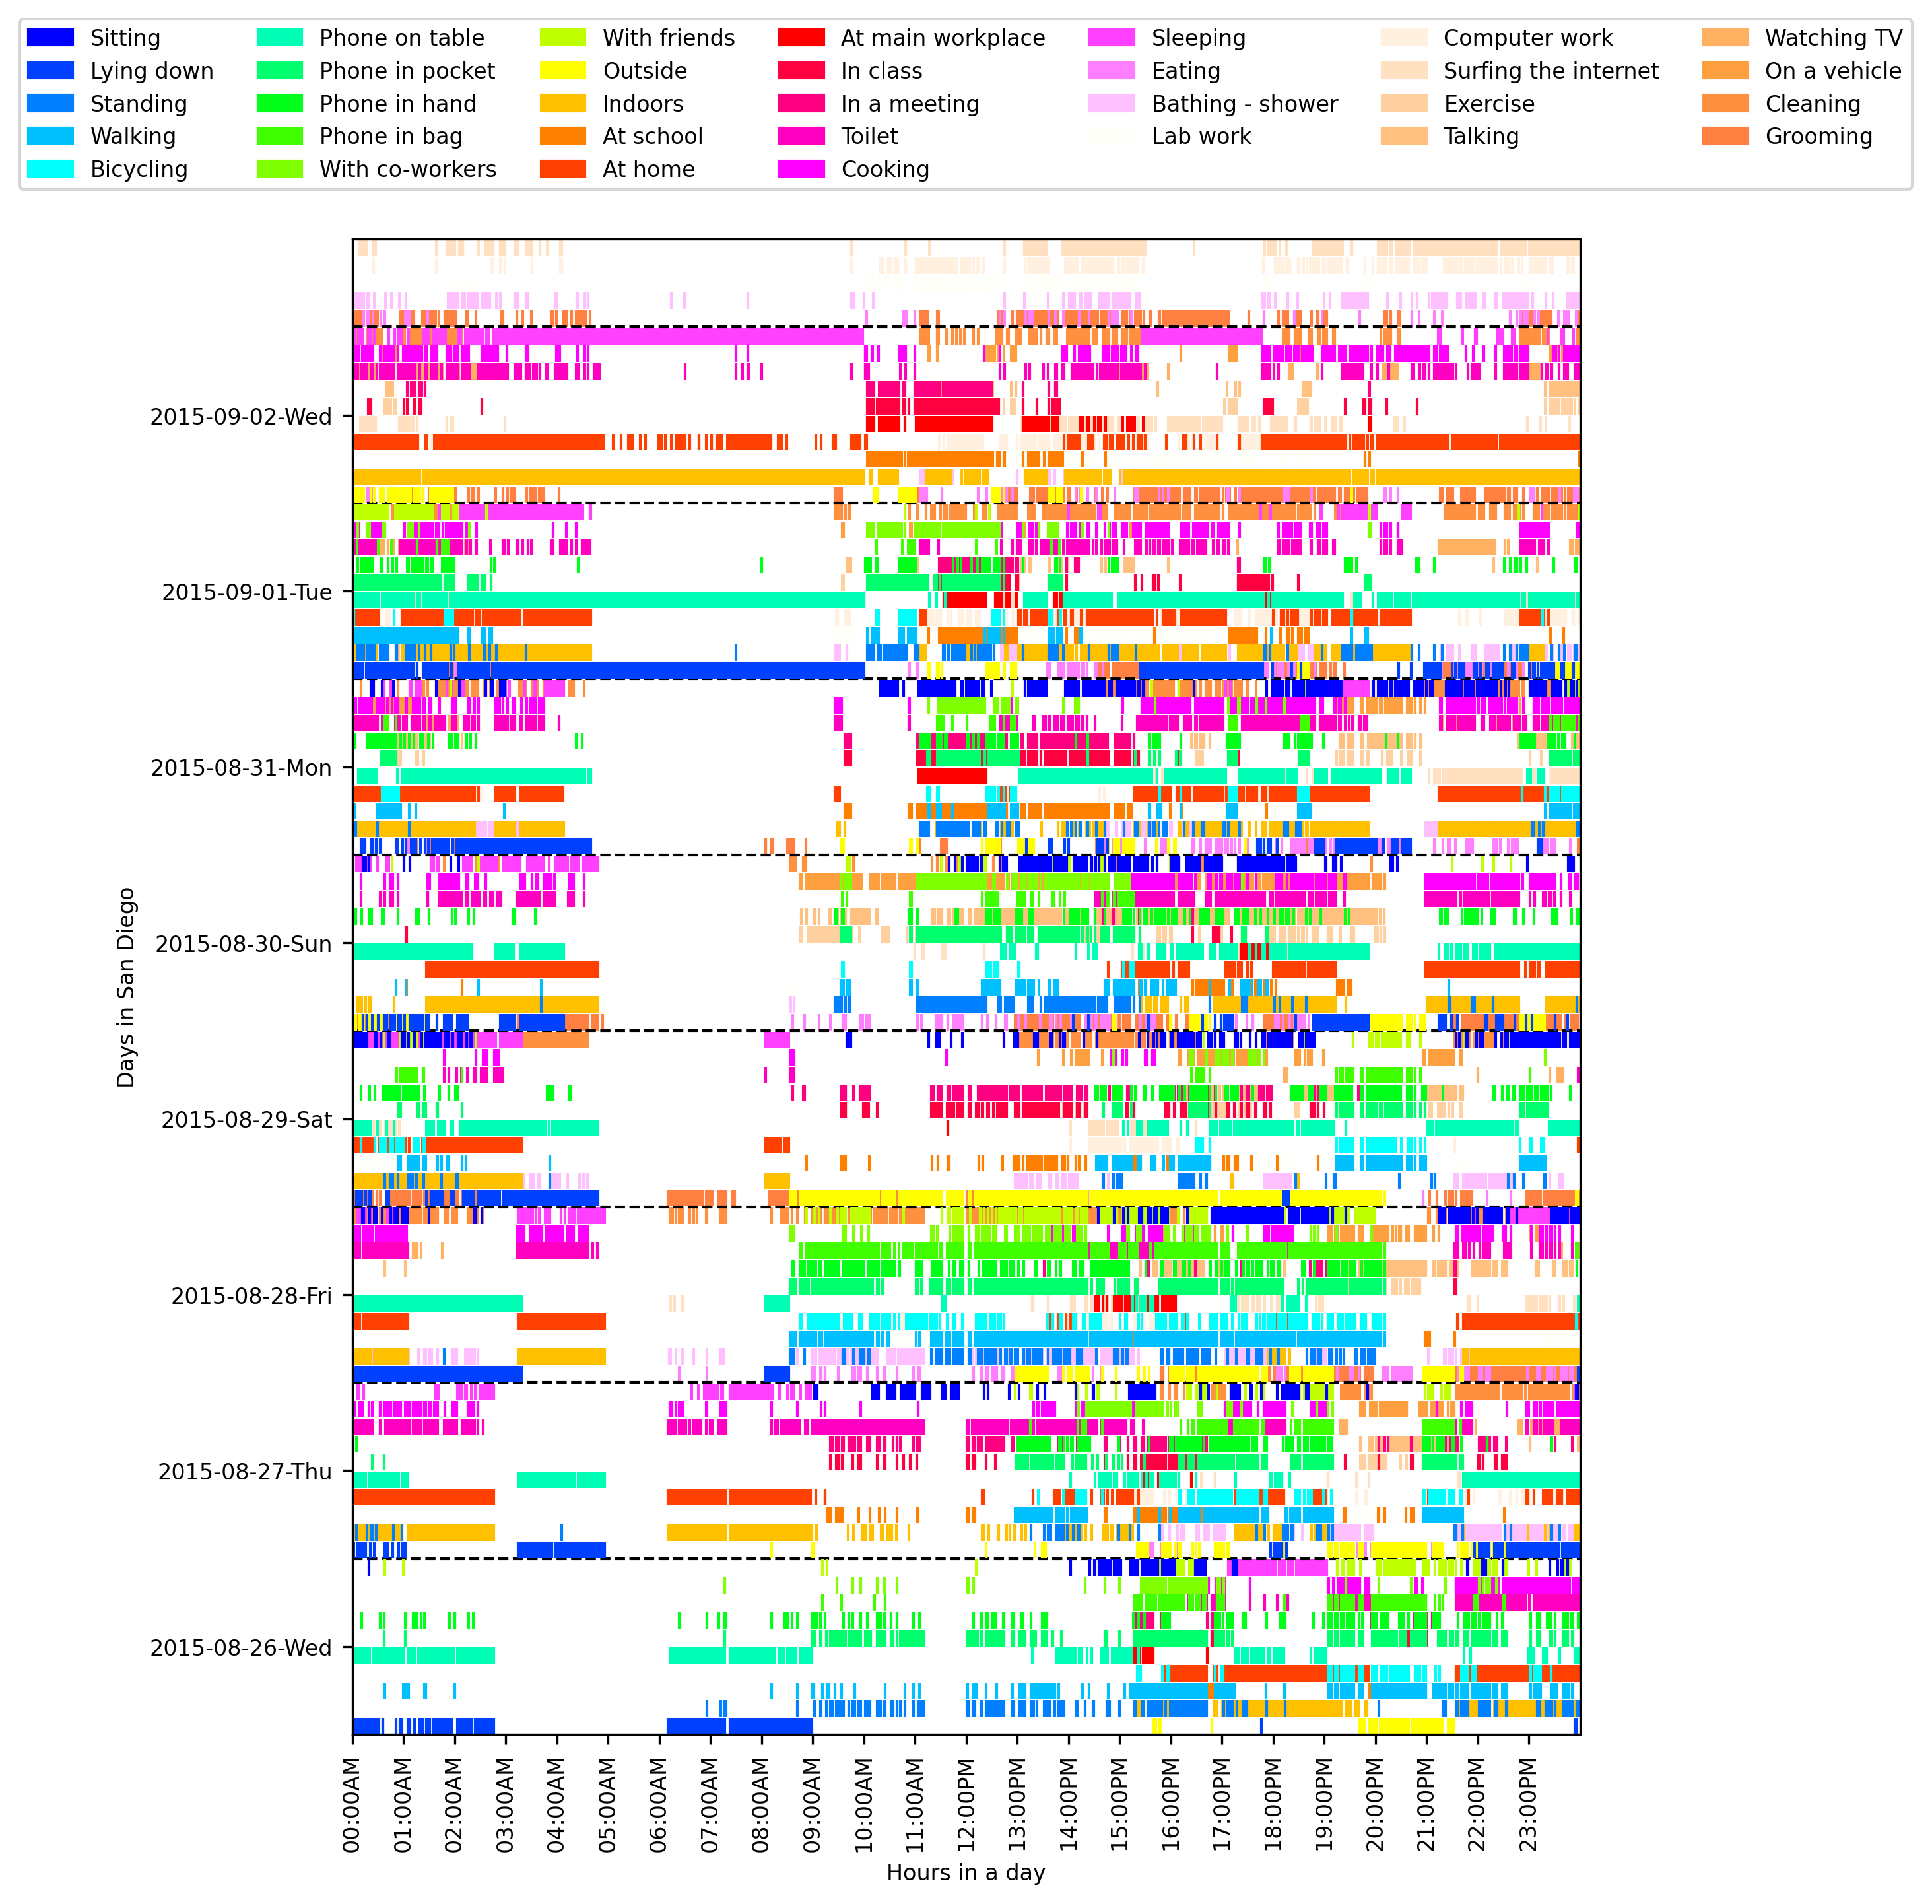 Sitting
Lying down
Standing
Walking
Bicycling
Phone on table
Phone in pocket
Phone in hand
Phone in bag
With co-workers
With friends
Outside
Indoors
At school
At home
At main workplace
In class
In a meeting
Toilet
Cooking
Sleeping
Eating
Bathing - shower
Lab work
Computer work
Surfing the internet
Exercise
Talking
Watching TV
On a vehicle
Cleaning
Grooming
Days in San Diego
2015-09-02-Wed
2015-09-01-Tue
2015-08-31-Mon
2015-08-30-Sun
2015-08-29-Sat
2015-08-28-Fri
2015-08-27-Thu
2015-08-26-Wed
00:00AM
01:00AM
02:00AM
03:00AM
04:00AM
05:00AM
06:00AM
07:00AM
08:00AM
09:00AM
10:00AM
11:00AM
12:00PM
13:00PM
14:00PM
15:00PM
16:00PM
17:00PM
18:00PM
19:00PM
20:00PM
21:00PM
22:00PM
23:00PM
Hours in a day